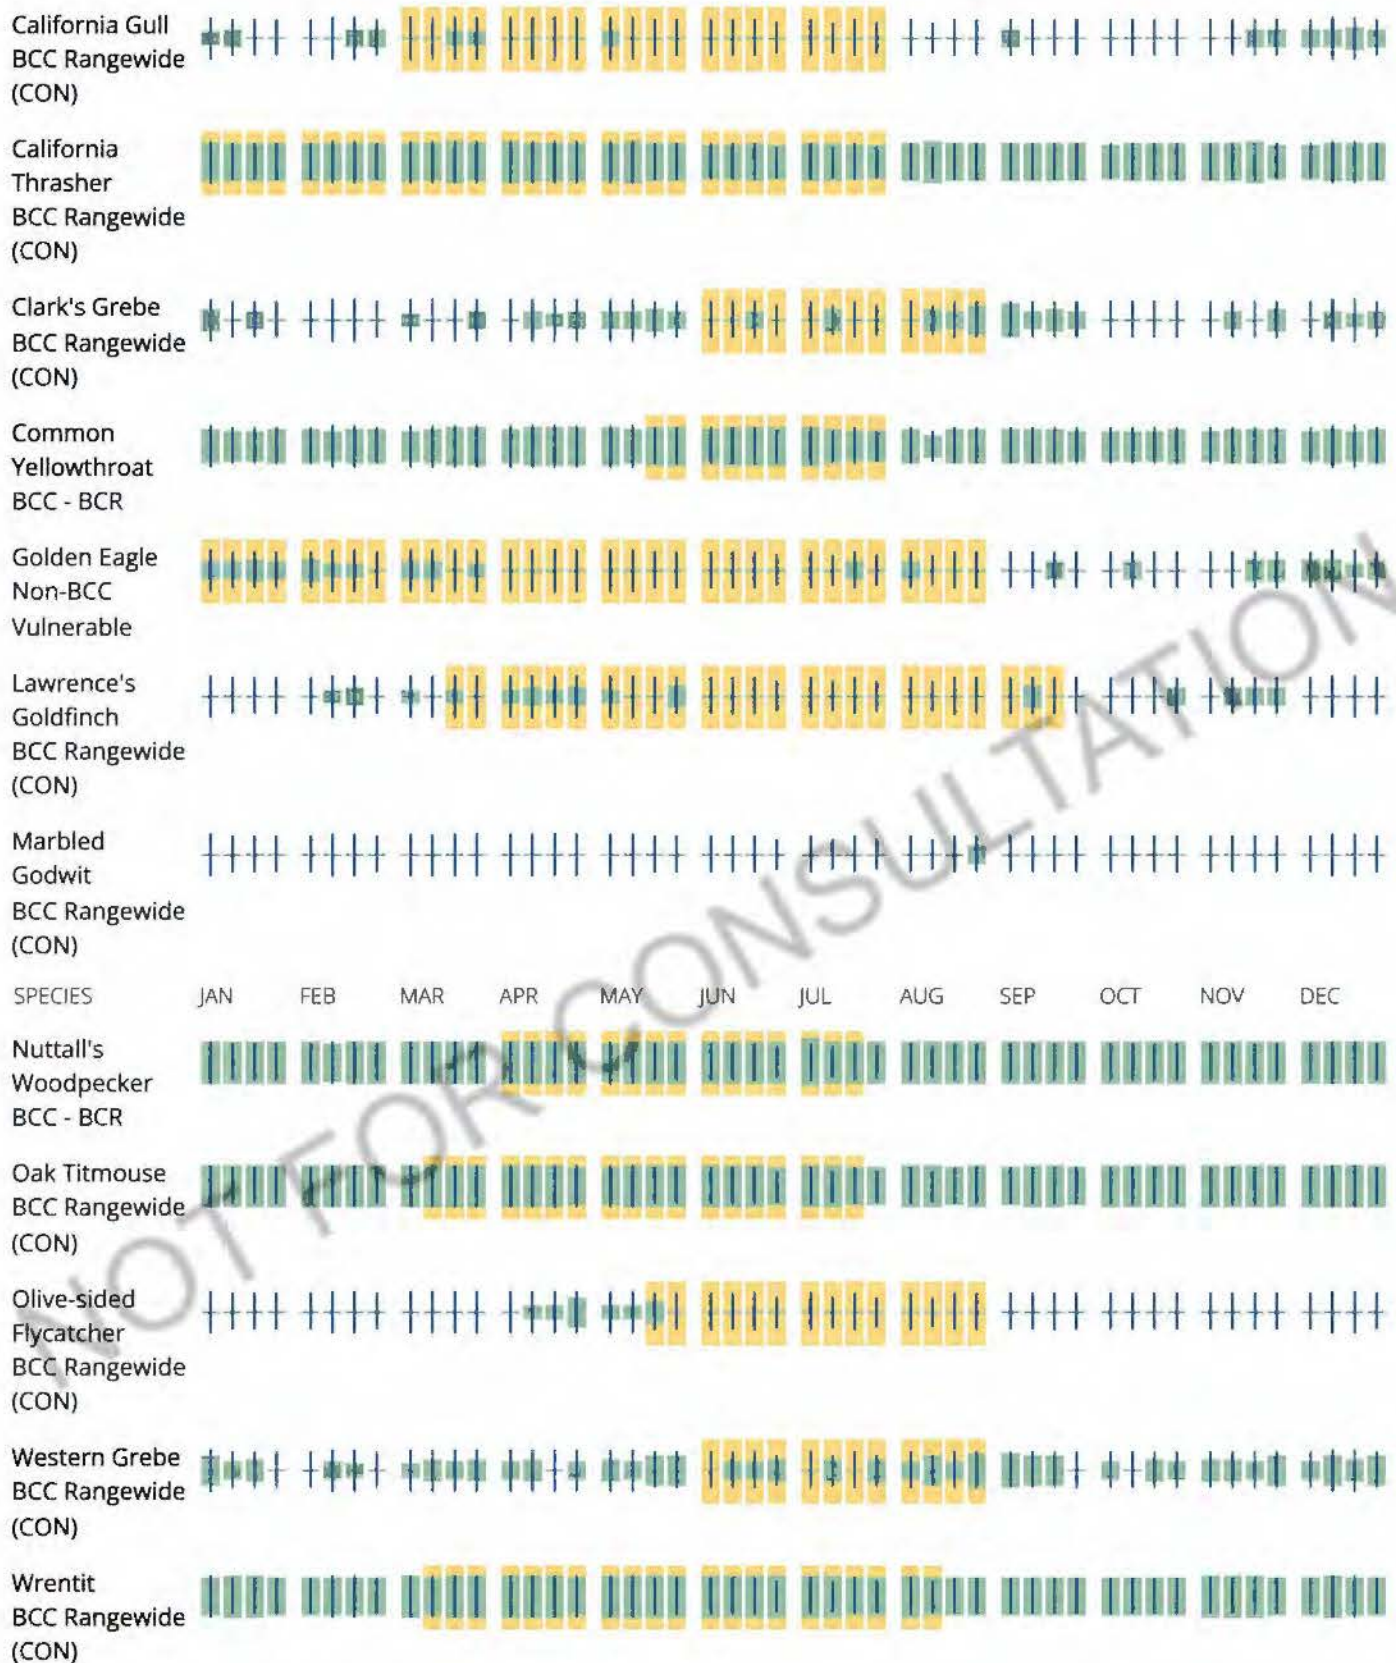 California Gull
BCC Rangewide
(CON)
California
Thrasher
BCC Rangewide
(CON)
Clark's Grebe
BCC Rangewide
(CON)
Common
Yellowthroat
BCC - BCR
Golden Eagle
Non-BCC
Vulnerable
Lawrence's
Goldfinch
BCC Rangewide
(CON)
Marbled
Godwit
BCC Rangewide
(CON)
SPECIES JAN FEB MAR APR MAY JUN JUL AUG SEP OCT NOV DEC
Nuttall's
Woodpecker
BCC - BCR
Oak Titmouse
BCC Rangewide
(CON)
Olive-sided
Flycatcher
BCC Rangewide
(CON)
Western Grebe
BCC Rangewide
(CON)
Wrentit
BCC Rangewide
(CON)
NOT FOR CONSULTATION